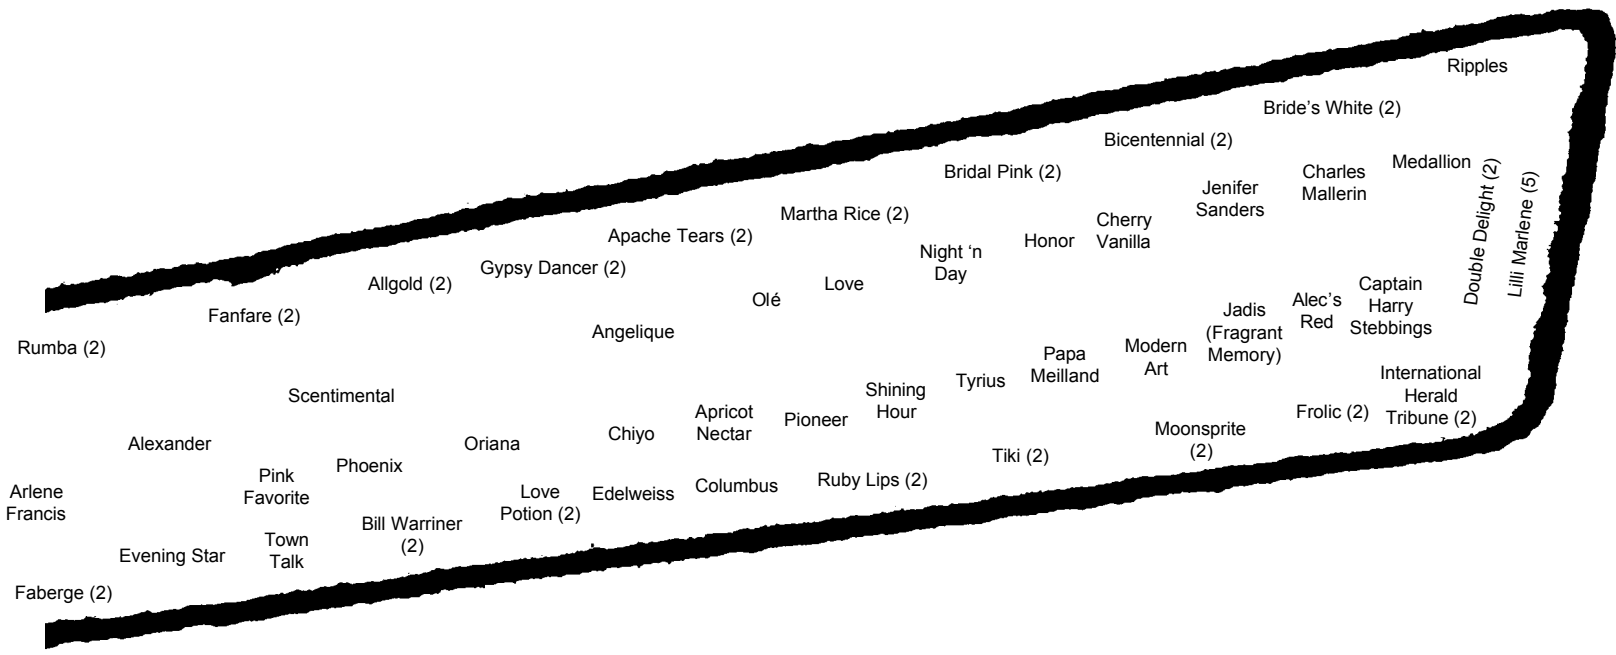 Ripples
Bride’s White (2)
Bicentennial (2)
Bridal Pink (2)
Martha Rice (2)
Apache Tears (2)
Gypsy Dancer (2)
Allgold (2)
Fanfare (2)
Rumba (2)
Medallion
Charles
Mallerin
Jenifer
Sanders
Cherry
Vanilla
Honor
Night ‘n
Day
Love
Olé
Angelique
Scentimental
Alexander
Arlene
Francis
Double Delight (2)
Lilli Marlene (5)
Captain
Harry
Stebbings
Alec’s
Red
Jadis
(Fragrant
Memory)
Modern
Art
Papa
Meilland
Tyrius
Shining
Hour
Pioneer
Apricot
Nectar
Chiyo
Oriana
Phoenix
Pink
Favorite
International
Herald
Tribune (2)
Frolic (2)
Moonsprite
(2)
Tiki (2)
Ruby Lips (2)
Columbus
Edelweiss
Love
Potion (2)
Bill Warriner
(2)
Town
Talk
Evening Star
Faberge (2)